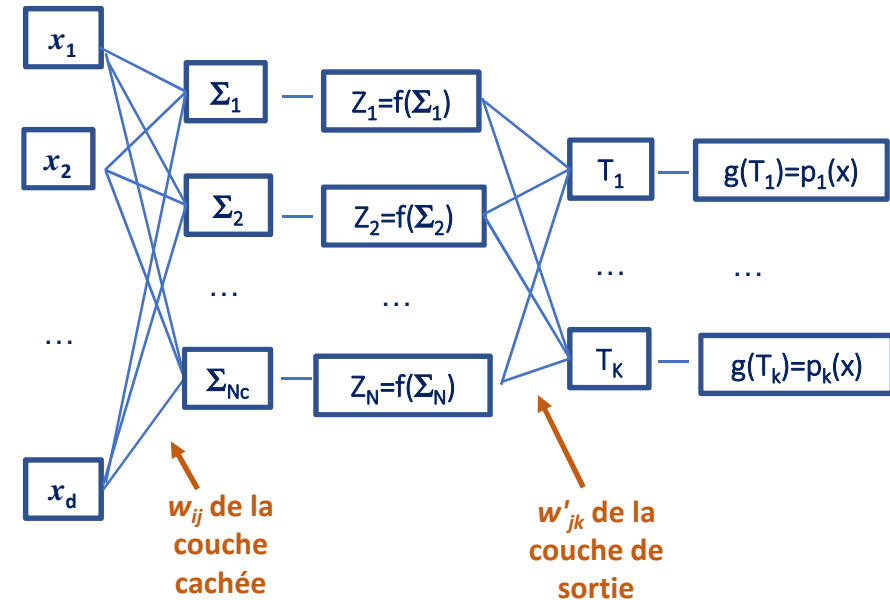 x1
x2
…
xd
Σ1
Σ2
…
ΣNc
Z1=f(Σ1)
Z2=f(Σ2)
…
ZN=f(ΣN)
T1
…
TK
g(T1)=p1(x)
…
g(Tk)=pk(x)
wij de la
couche
cachée
w'jk de la
couche de
sortie